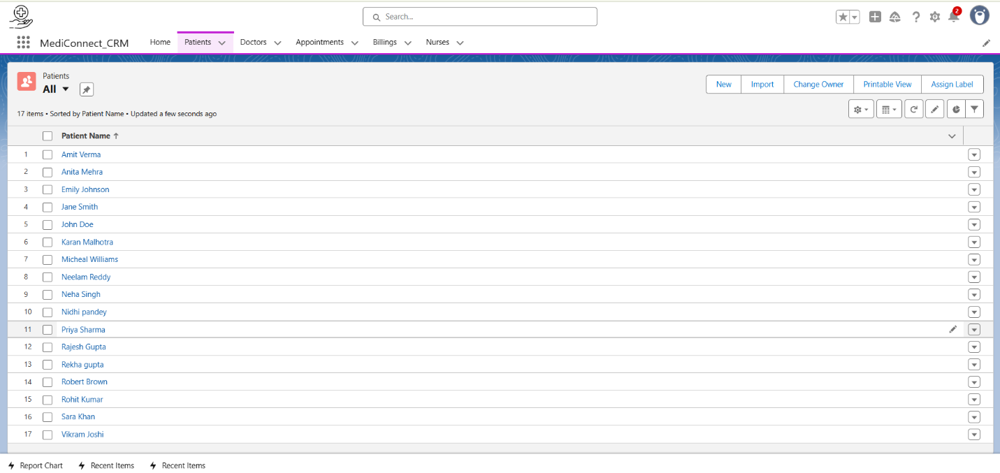 Search...
2
MediConnect_CRM Home Patients Doctors Appointments Billings Nurses
Patients
All
New Import Change Owner Printable View Assign Label
17 items • Sorted by Patient Name • Updated a few seconds ago
Patient Name ↑
1 Amit Verma
2 Anita Mehra
3 Emily Johnson
4 Jane Smith
5 John Doe
6 Karan Malhotra
7 Micheal Williams
8 Neelam Reddy
9 Neha Singh
10 Nidhi pandey
11 Priya Sharma
12 Rajesh Gupta
13 Rekha gupta
14 Robert Brown
15 Rohit Kumar
16 Sara Khan
17 Vikram Joshi
Report Chart Recent Items Recent Items